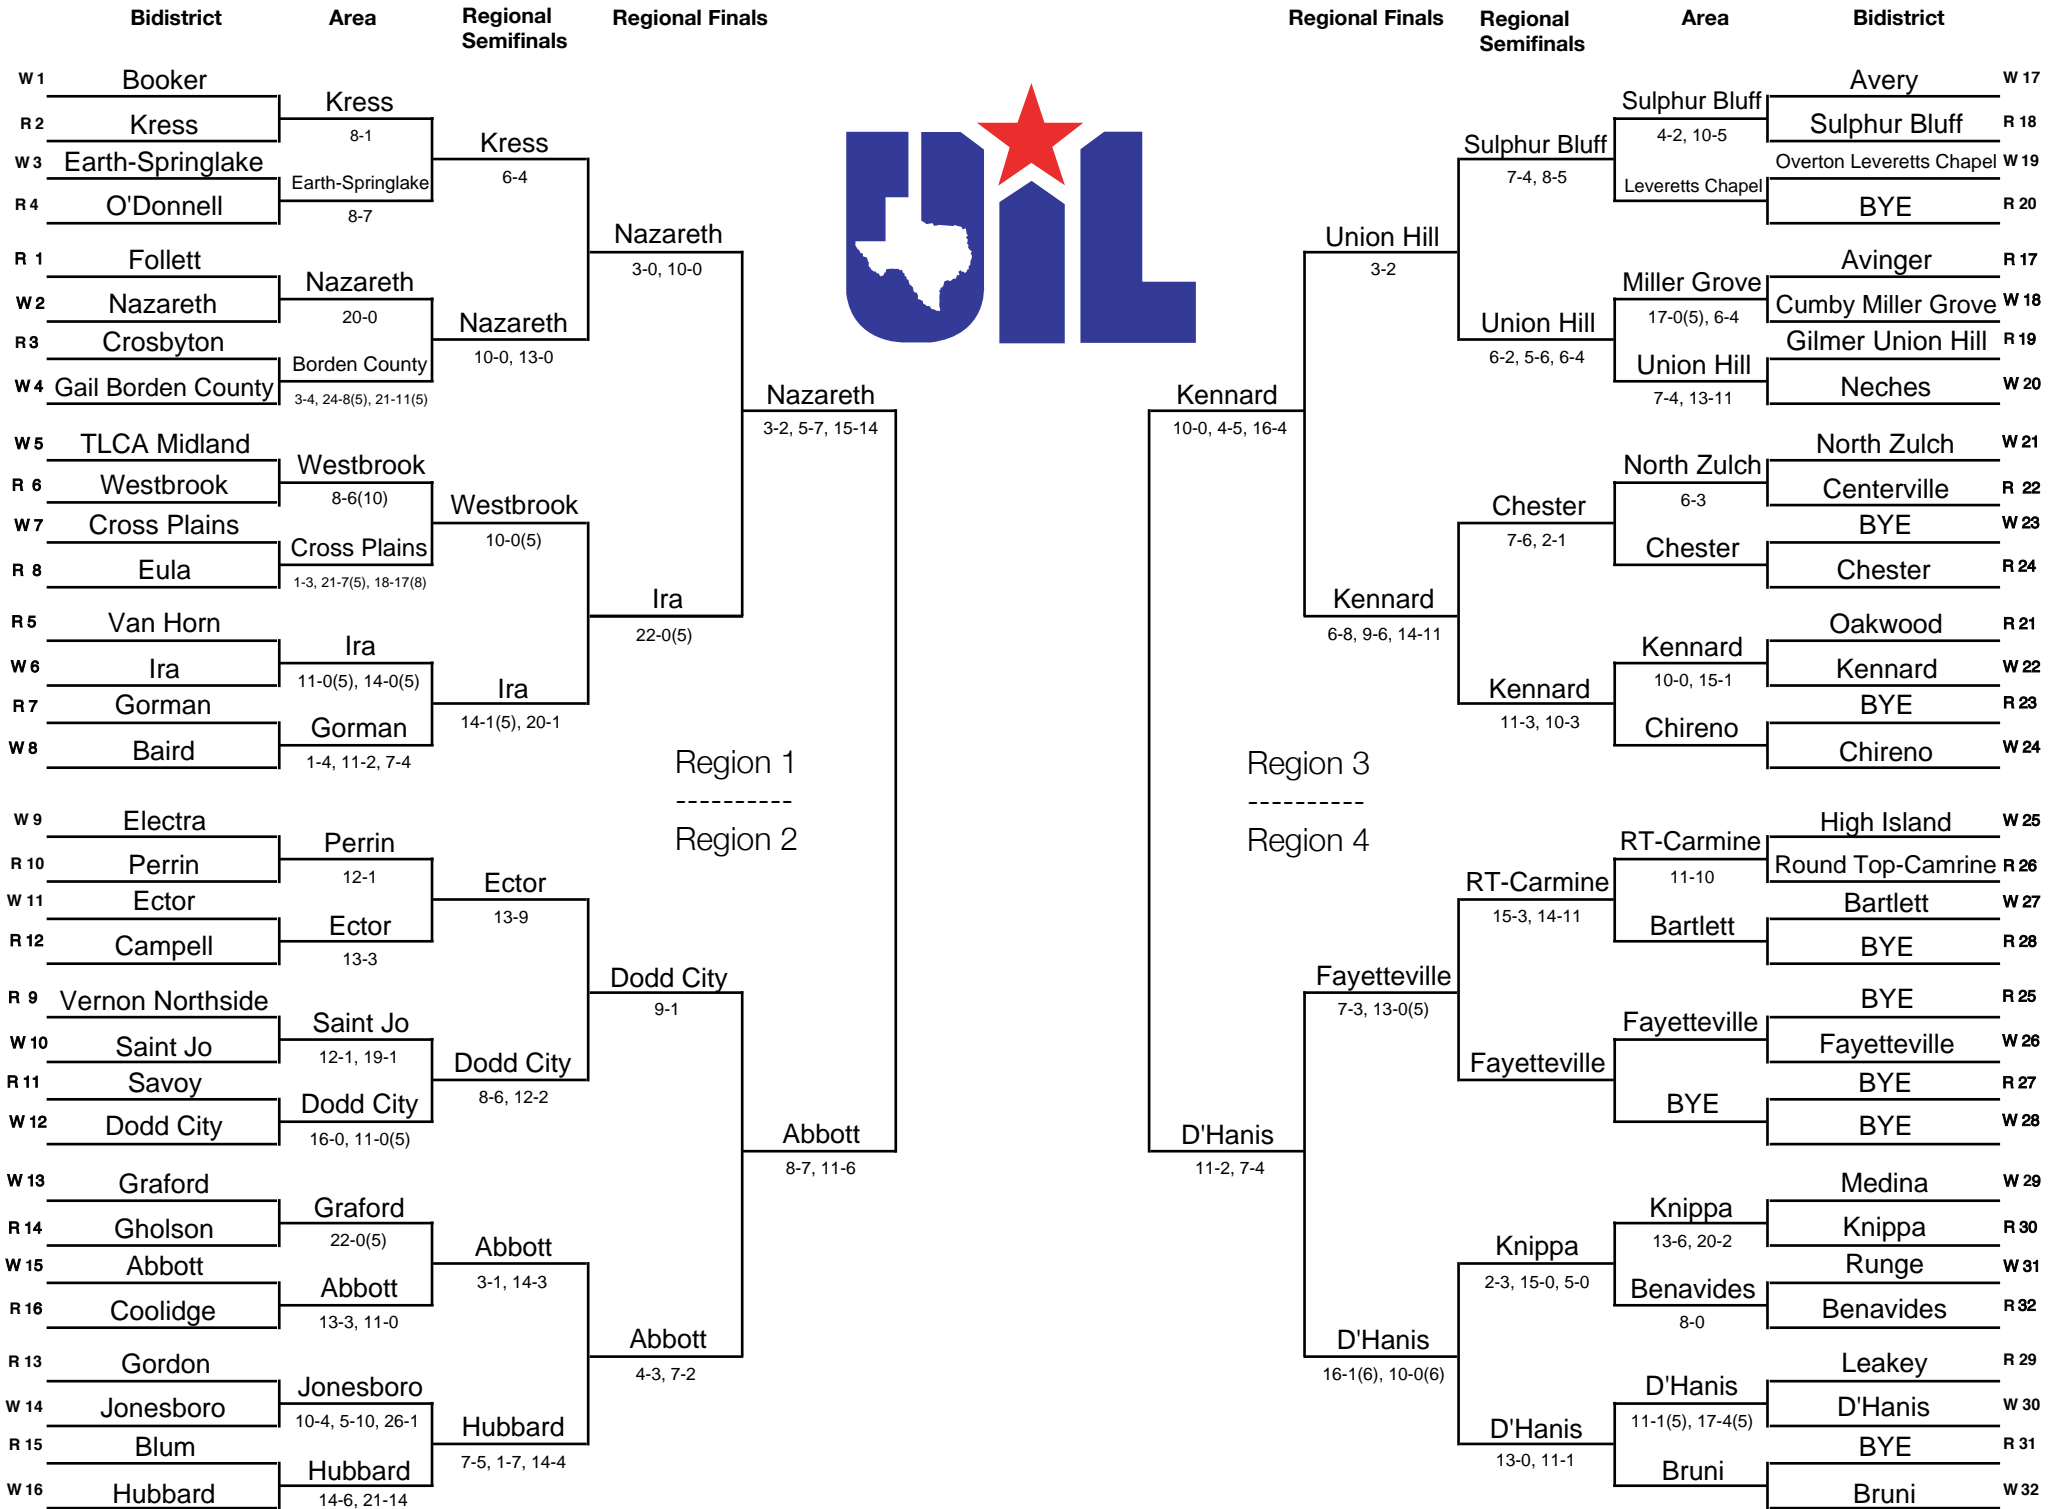 Bidistrict Area Regional Semifinals Regional Finals
W 1 Booker
Kress
8-1
R 2 Kress
Kress
6-4
W 3 Earth-Springlake
Earth-Springlake
8-7
R 4 O'Donnell
Nazareth
3-0, 10-0
R 1 Follett
Nazareth
20-0
W 2 Nazareth
Nazareth
10-0, 13-0
R 3 Crosbyton
Borden County
3-4, 24-8(5), 21-11(5)
W 4 Gail Borden County
Nazareth
3-2, 5-7, 15-14
W 5 TLCA Midland
Westbrook
8-6(10)
R 6 Westbrook
Westbrook
10-0(5)
W 7 Cross Plains
Cross Plains
1-3, 21-7(5), 18-17(8)
R 8 Eula
Ira
22-0(5)
R 5 Van Horn
Ira
11-0(5), 14-0(5)
W 6 Ira
Ira
14-1(5), 20-1
R 7 Gorman
Gorman
1-4, 11-2, 7-4
W 8 Baird
Region 1
----------
Region 2
W 9 Electra
Perrin
12-1
R 10 Perrin
Ector
13-9
W 11 Ector
Ector
13-3
R 12 Campell
Dodd City
9-1
R 9 Vernon Northside
Saint Jo
12-1, 19-1
W 10 Saint Jo
Dodd City
8-6, 12-2
R 11 Savoy
Dodd City
16-0, 11-0(5)
W 12 Dodd City
Abbott
8-7, 11-6
W 13 Graford
Graford
22-0(5)
R 14 Gholson
Abbott
3-1, 14-3
W 15 Abbott
Abbott
13-3, 11-0
R 16 Coolidge
Abbott
4-3, 7-2
R 13 Gordon
Jonesboro
10-4, 5-10, 26-1
W 14 Jonesboro
Hubbard
7-5, 1-7, 14-4
R 15 Blum
Hubbard
14-6, 21-14
W 16 Hubbard
UIL
Regional Finals Regional Semifinals Area Bidistrict
Avery W 17
Sulphur Bluff
4-2, 10-5
Sulphur Bluff R 18
Sulphur Bluff
7-4, 8-5
Overton Leveretts Chapel W 19
Leveretts Chapel
BYE R 20
Union Hill
3-2
Avinger R 17
Miller Grove
17-0(5), 6-4
Cumby Miller Grove W 18
Union Hill
6-2, 5-6, 6-4
Gilmer Union Hill R 19
Union Hill
7-4, 13-11
Neches W 20
Kennard
10-0, 4-5, 16-4
North Zulch W 21
North Zulch
6-3
Centerville R 22
Chester
7-6, 2-1
BYE W 23
Chester
Chester R 24
Kennard
6-8, 9-6, 14-11
Oakwood R 21
Kennard
10-0, 15-1
Kennard W 22
Kennard
11-3, 10-3
BYE R 23
Chireno
Chireno W 24
Region 3
----------
Region 4
High Island W 25
RT-Carmine
11-10
Round Top-Camrine R 26
RT-Carmine
15-3, 14-11
Bartlett W 27
Bartlett
BYE R 28
Fayetteville
7-3, 13-0(5)
BYE R 25
Fayetteville
Fayetteville W 26
Fayetteville
BYE R 27
BYE
BYE W 28
D'Hanis
11-2, 7-4
Medina W 29
Knippa
13-6, 20-2
Knippa R 30
Knippa
2-3, 15-0, 5-0
Runge W 31
Benavides
8-0
Benavides R 32
D'Hanis
16-1(6), 10-0(6)
Leakey R 29
D'Hanis
11-1(5), 17-4(5)
D'Hanis W 30
D'Hanis
13-0, 11-1
BYE R 31
Bruni
Bruni W 32